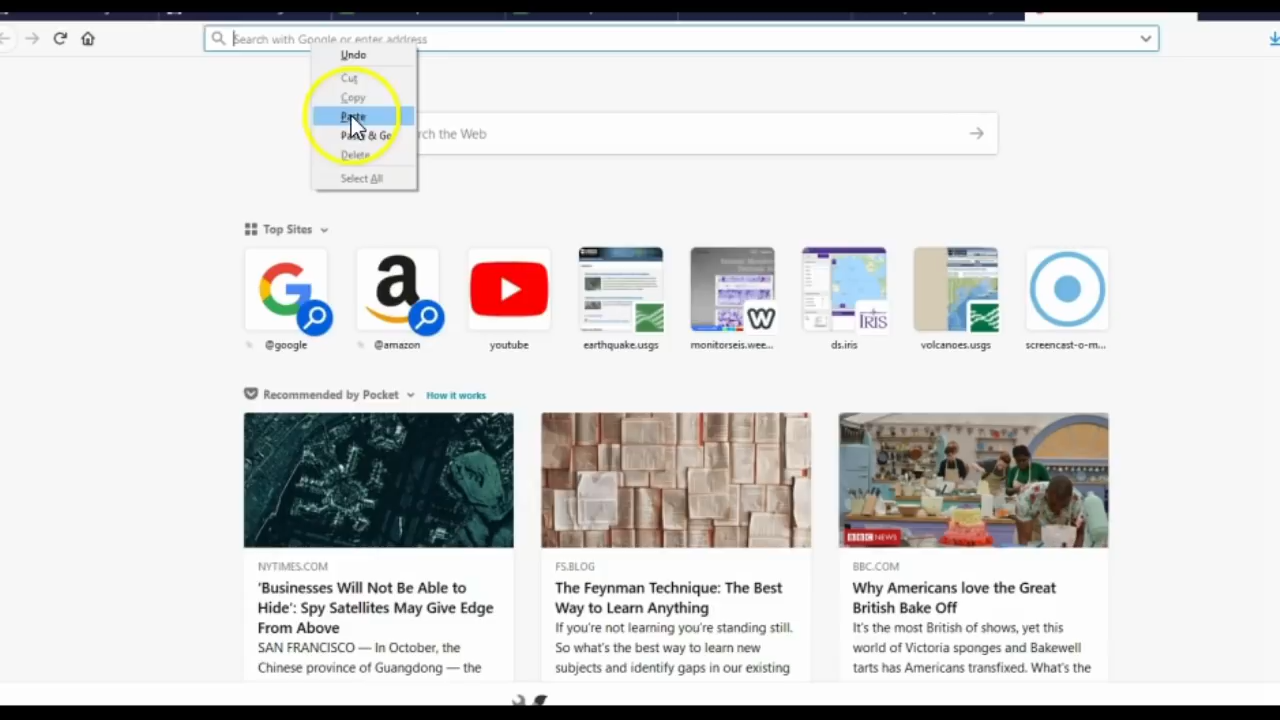 Search with Google or enter address
Undo
Cut
Copy
Paste
Paste & Go
Delete
Select All
rch the Web
Top Sites
@google
@amazon
youtube
earthquake.usgs
monitorseis.wee...
ds.iris
volcanoes.usgs
screencast-o-m...
IRIS
Recommended by Pocket
How it works
BBC NEWS
NYTIMES.COM
'Businesses Will Not Be Able to
Hide': Spy Satellites May Give Edge
From Above
SAN FRANCISCO — In October, the
Chinese province of Guangdong — the
FS.BLOG
The Feynman Technique: The Best
Way to Learn Anything
If you're not learning you're standing still.
So what's the best way to learn new
subjects and identify gaps in our existing
BBC.COM
Why Americans love the Great
British Bake Off
It's the most British of shows, yet this
world of Victoria sponges and Bakewell
tarts has Americans transfixed. What's the